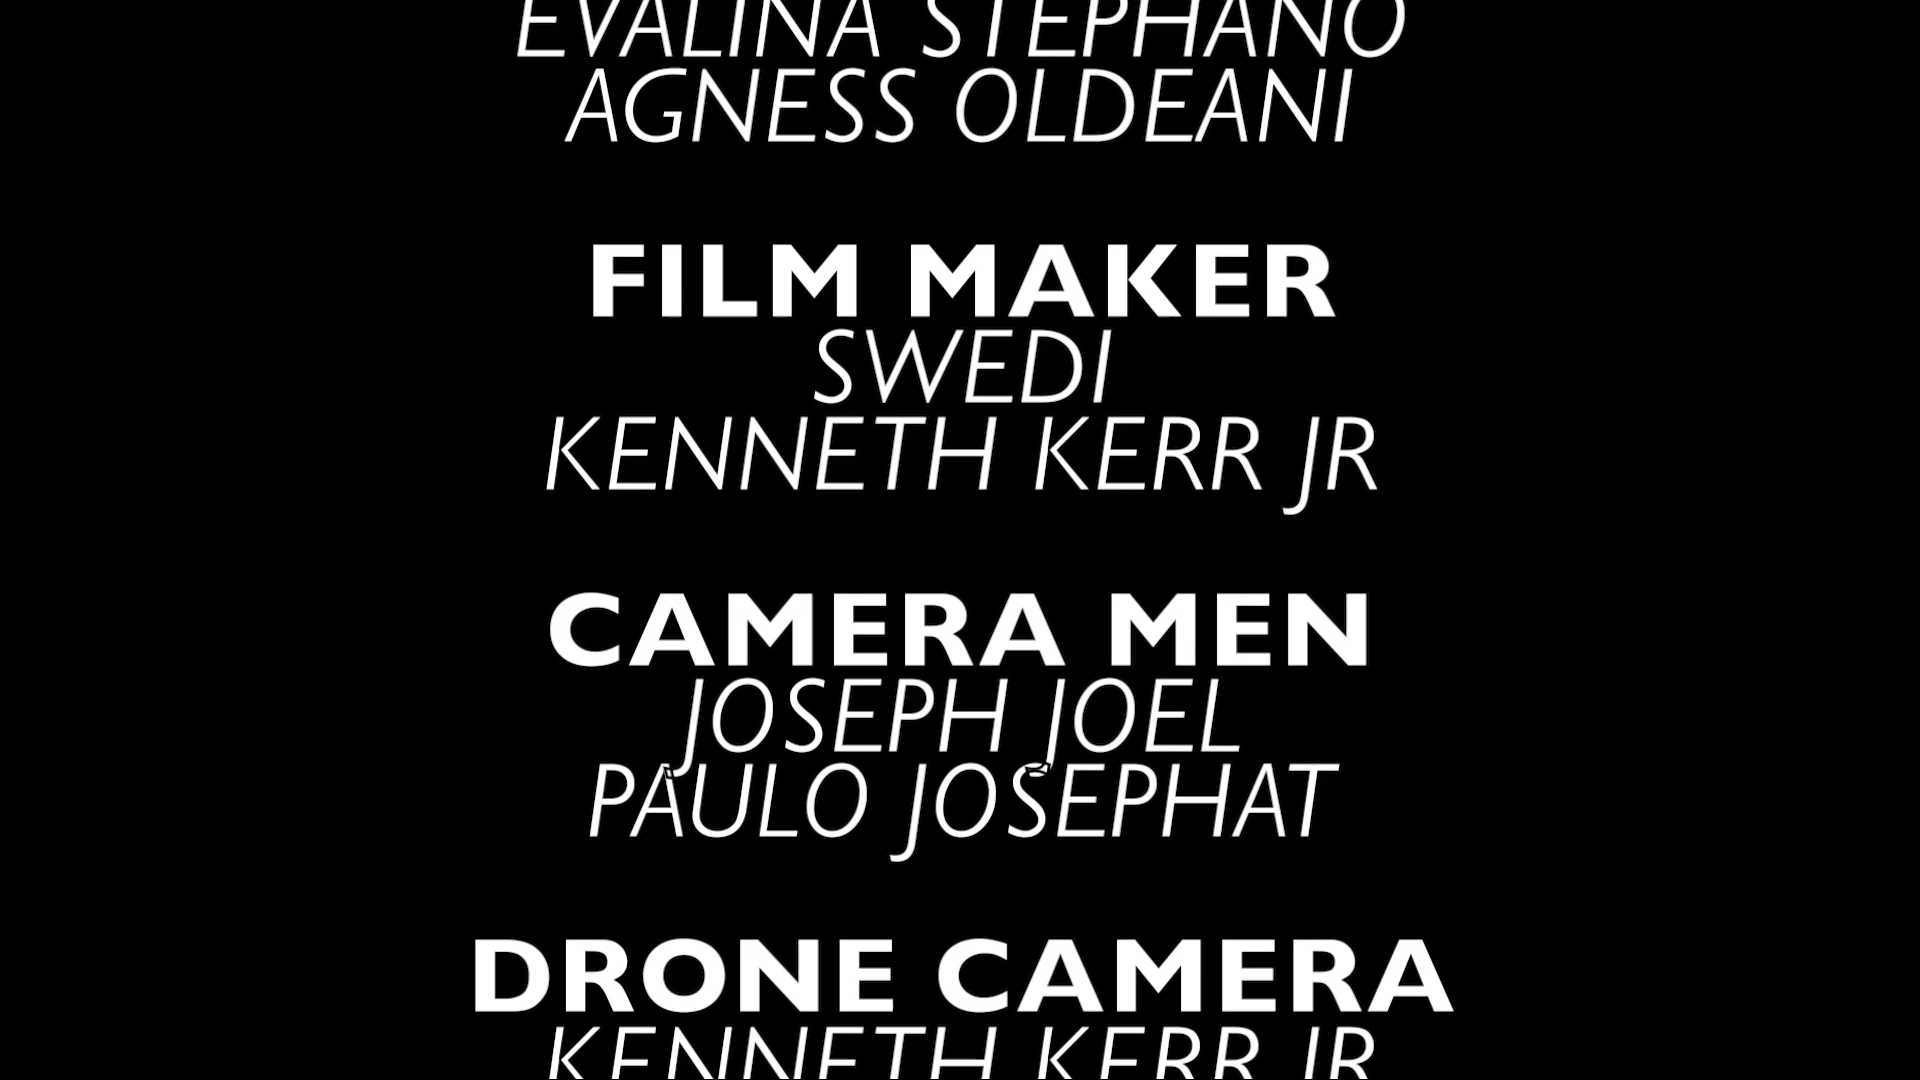 EVALINA STEPHANO
AGNESS OLDEANI
FILM MAKER
SWEDI
KENNETH KERR JR
CAMERA MEN
JOSEPH JOEL
PAULO JOSEPHAT
DRONE CAMERA
KENNETH KERR JR